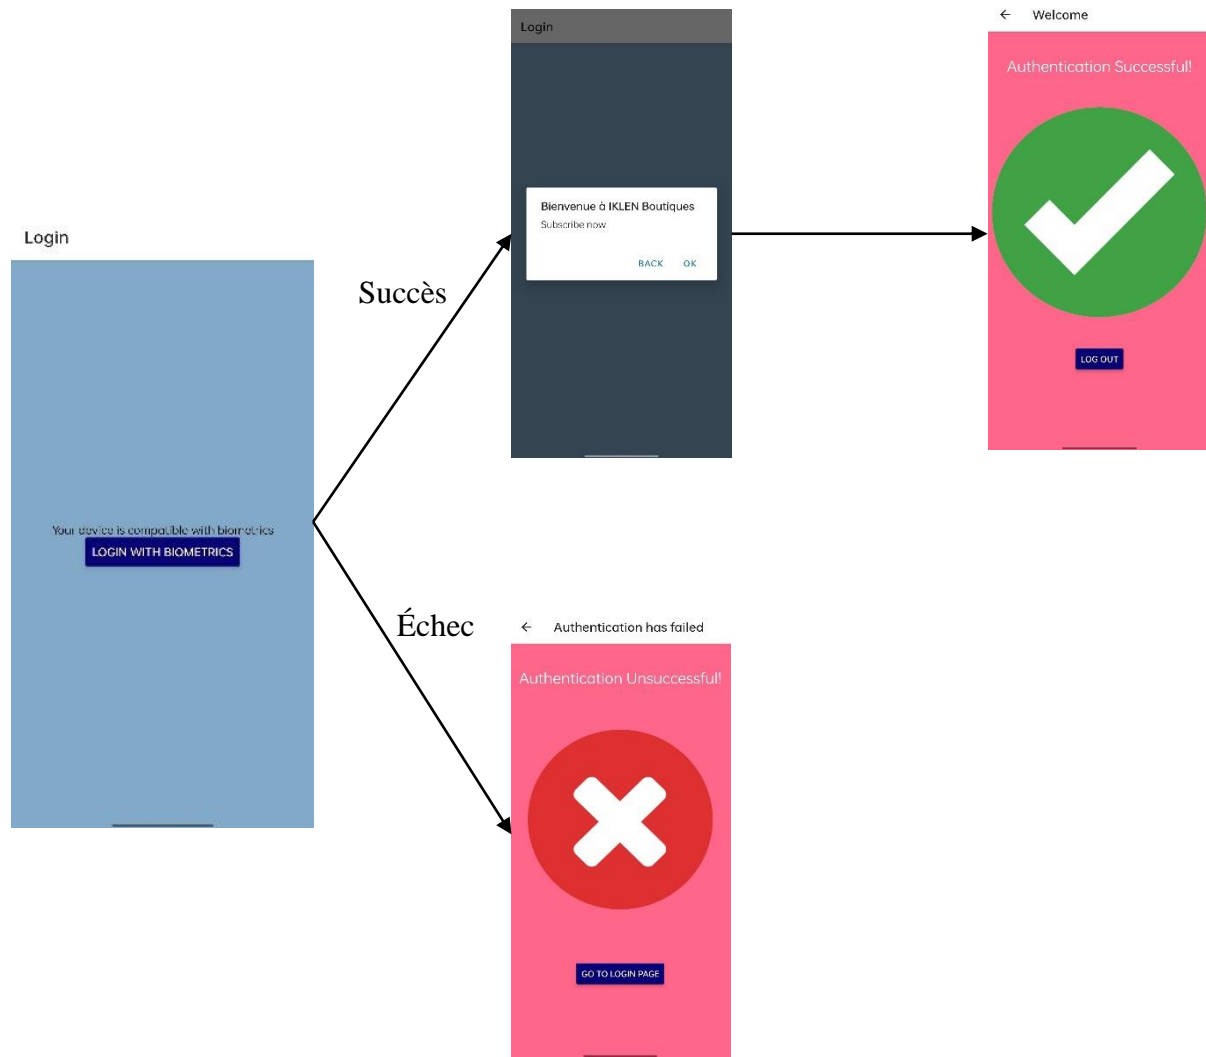 Login
Your device is compatible with biometrics
LOGIN WITH BIOMETRICS
Succès
Échec
Login
Bienvenue à IKLEN Boutiques
Subscribe now
BACK OK
Welcome
Authentication Successful!
LOG OUT
Authentication has failed
Authentication Unsuccessful!
GO TO LOGIN PAGE